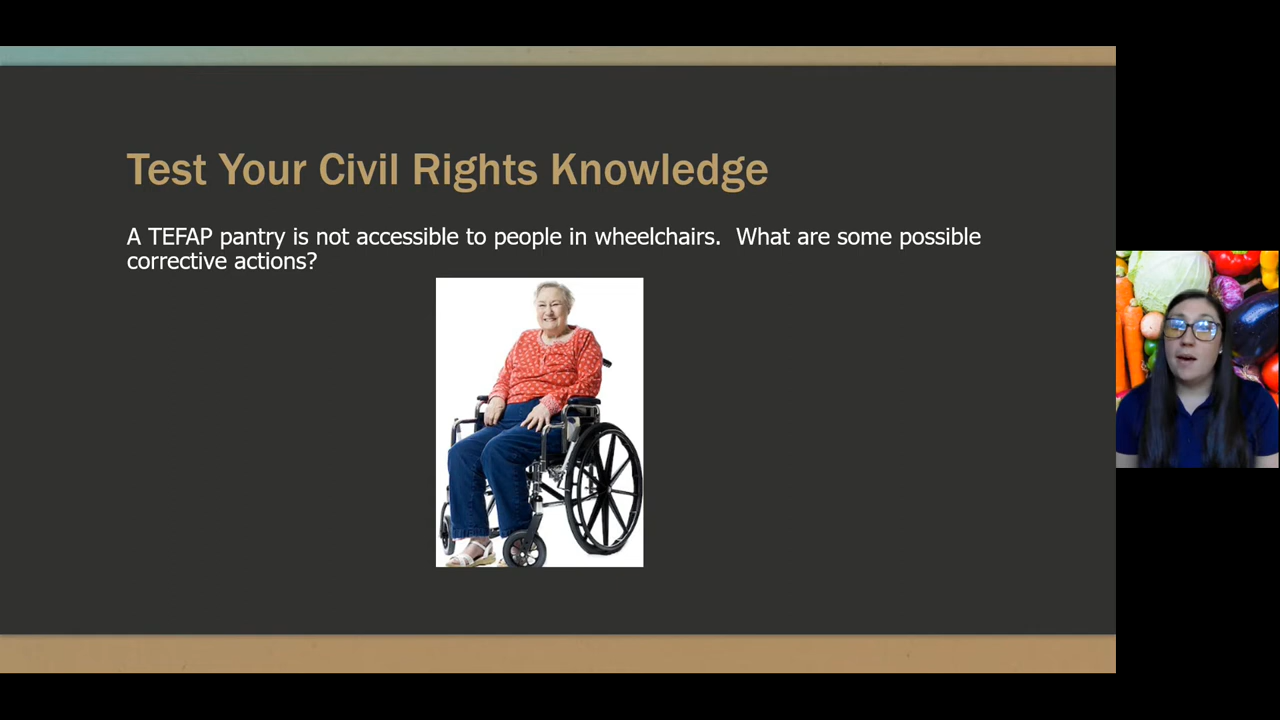 Test Your Civil Rights Knowledge
A TEFAP pantry is not accessible to people in wheelchairs.  What are some possible
corrective actions?